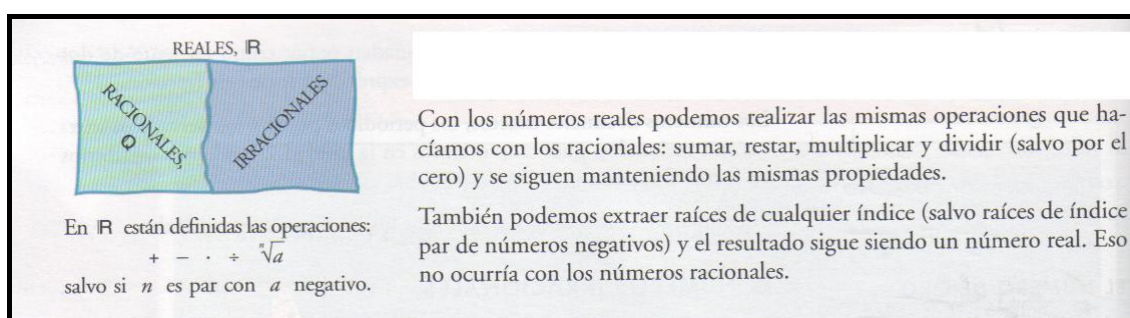 REALES, ℝ
RACIONALES, Q
IRRACIONALES
En ℝ están definidas las operaciones:
+ − · ÷ ⁿ√a
salvo si n es par con a negativo.
Con los números reales podemos realizar las mismas operaciones que ha-
cíamos con los racionales: sumar, restar, multiplicar y dividir (salvo por el
cero) y se siguen manteniendo las mismas propiedades.
También podemos extraer raíces de cualquier índice (salvo raíces de índice
par de números negativos) y el resultado sigue siendo un número real. Eso
no ocurría con los números racionales.